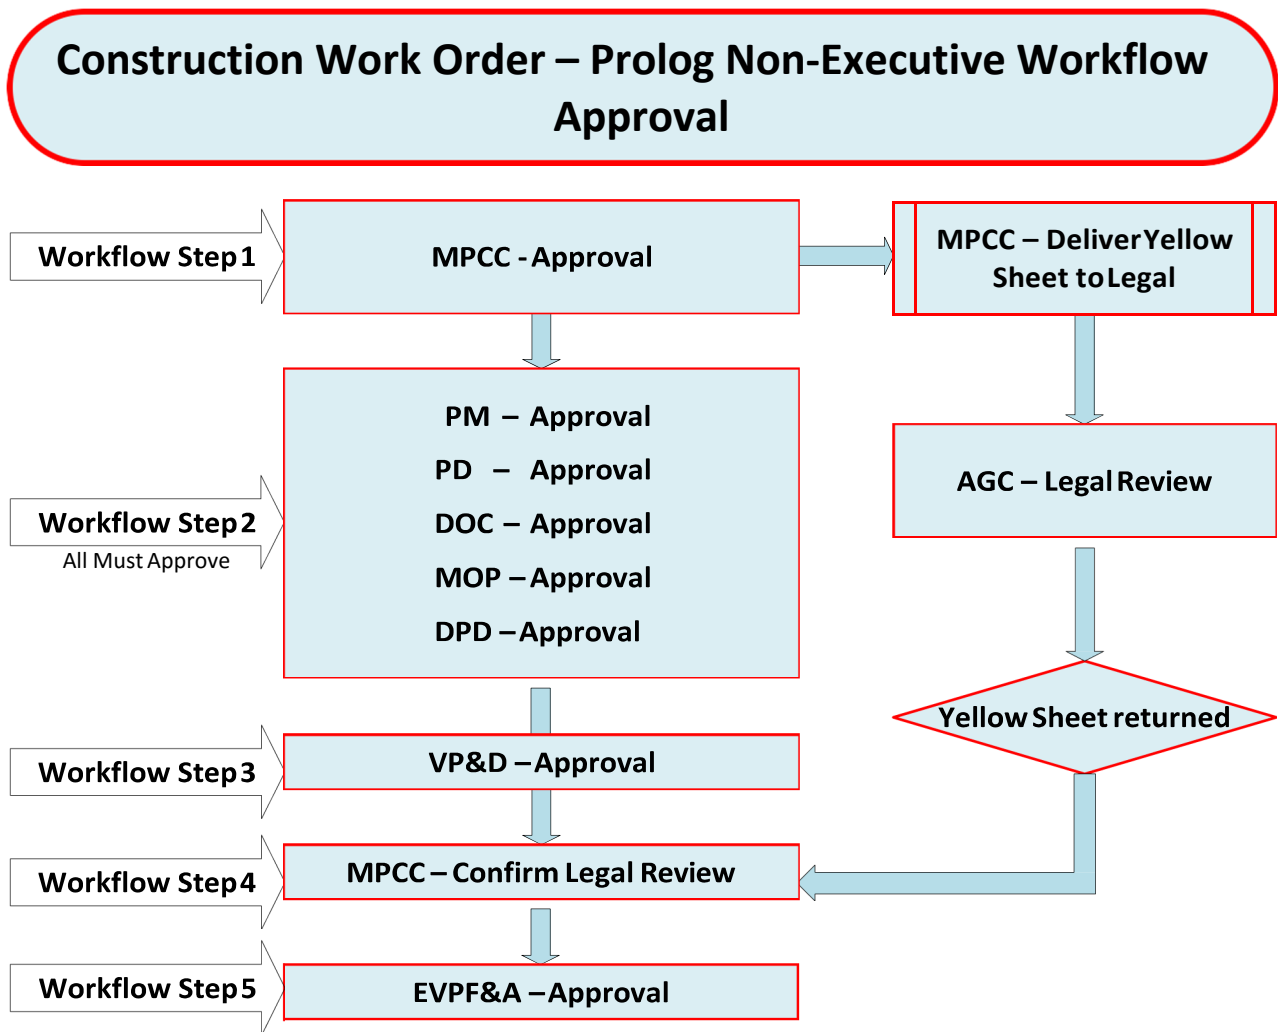 Construction Work Order – Prolog Non-Executive Workflow
Approval
Workflow Step 1
MPCC - Approval
MPCC – Deliver Yellow
Sheet to Legal
Workflow Step 2
All Must Approve
PM – Approval
PD – Approval
DOC – Approval
MOP – Approval
DPD – Approval
AGC – Legal Review
Yellow Sheet returned
Workflow Step 3
VP&D – Approval
Workflow Step 4
MPCC – Confirm Legal Review
Workflow Step 5
EVPF&A – Approval